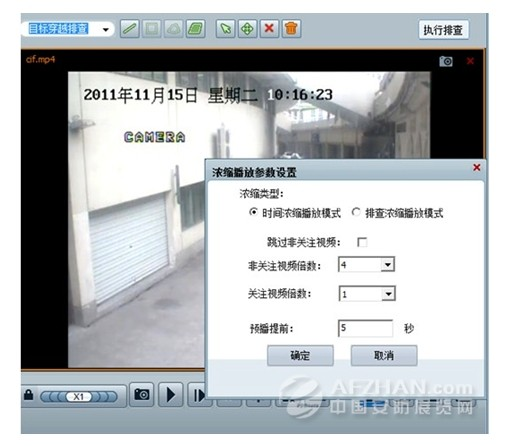 目标穿越排查
执行排查
cif.mp4
2011年11月15日 星期二 10:16:23
CAMERA
浓缩播放参数设置
浓缩类型：
时间浓缩播放模式 排查浓缩播放模式
跳过非关注视频：
非关注视频倍数： 4
关注视频倍数： 1
预播提前： 5 秒
确定 取消
X1
AFZHAN.com
中国安防展览网